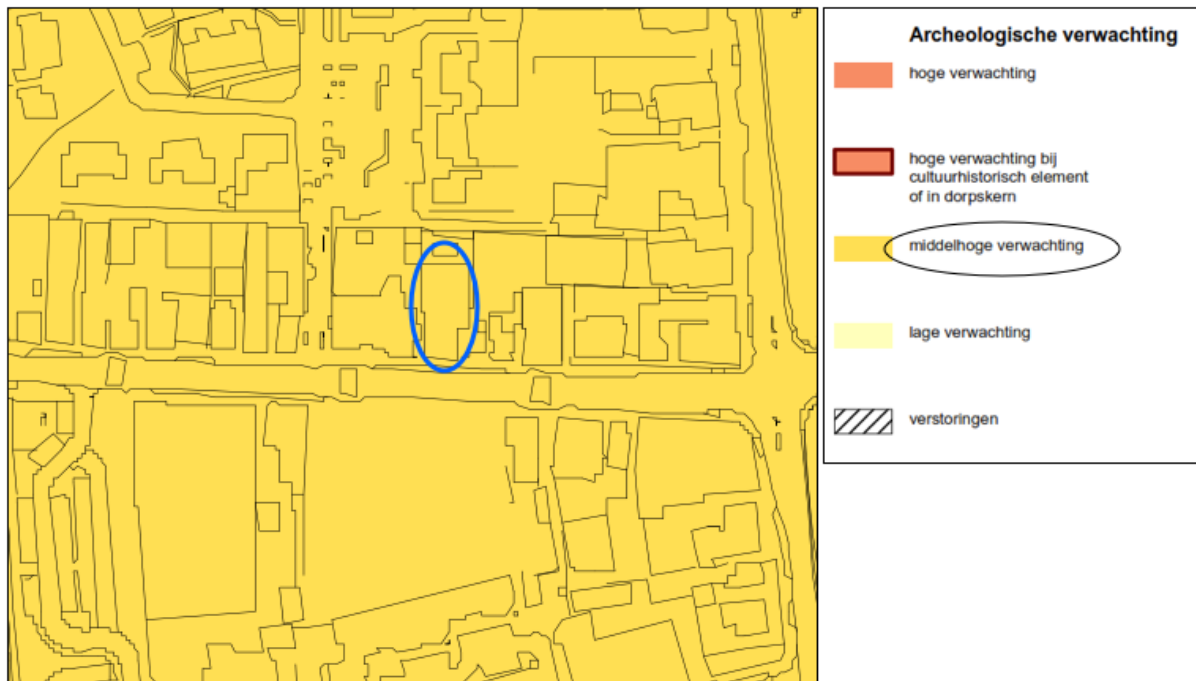 Archeologische verwachting
hoge verwachting
hoge verwachting bij
cultuurhistorisch element
of in dorpskern
middelhoge verwachting
lage verwachting
verstoringen